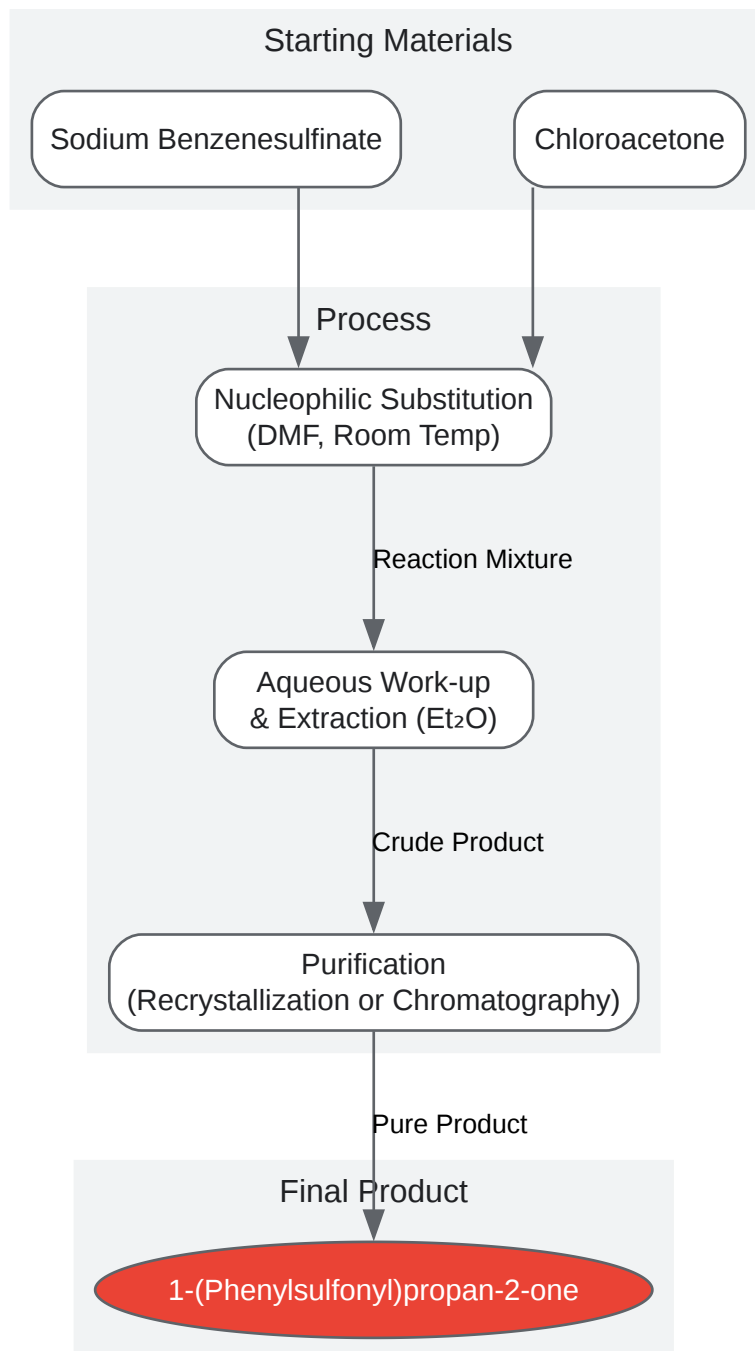 Starting Materials
Sodium Benzenesulfinate
Chloroacetone
Process
Nucleophilic Substitution
(DMF, Room Temp)
Reaction Mixture
Aqueous Work-up
& Extraction (Et₂O)
Crude Product
Purification
(Recrystallization or Chromatography)
Pure Product
Final Product
1-(Phenylsulfonyl)propan-2-one